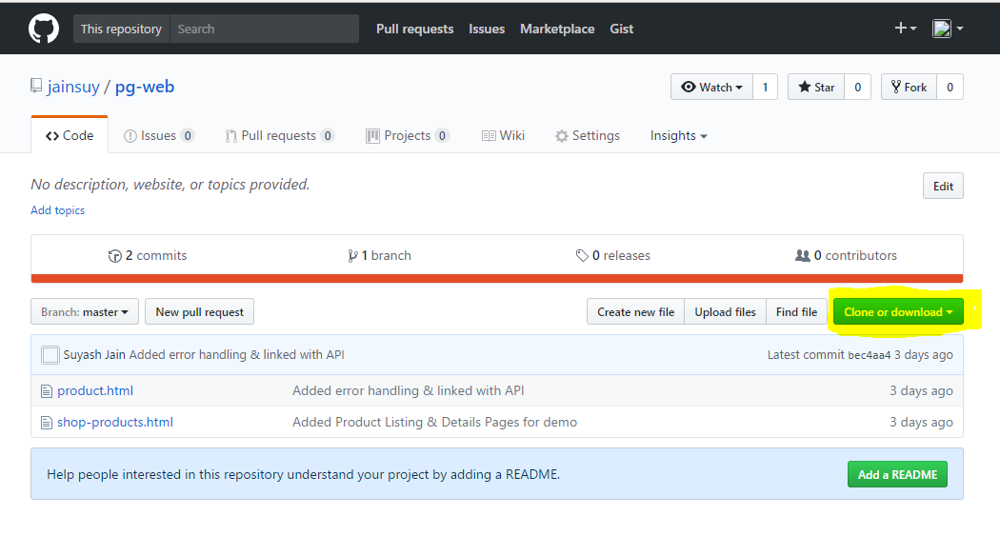 This repository Search Pull requests Issues Marketplace Gist
jainsuy / pg-web Watch 1 Star 0 Fork 0
Code Issues 0 Pull requests 0 Projects 0 Wiki Settings Insights
No description, website, or topics provided. Edit
Add topics
2 commits 1 branch 0 releases 0 contributors
Branch: master New pull request Create new file Upload files Find file Clone or download
Suyash Jain Added error handling & linked with API Latest commit bec4aa4 3 days ago
product.html Added error handling & linked with API 3 days ago
shop-products.html Added Product Listing & Details Pages for demo 3 days ago
Help people interested in this repository understand your project by adding a README. Add a README